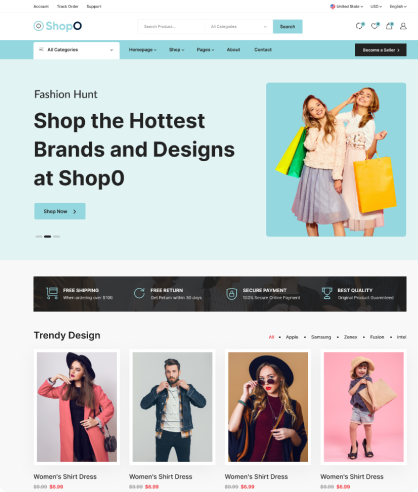 Account Track Order Support United State USD English
ShopO
Search Product... All Categories Search
All Categories Homepage Shop Pages About Contact Become a Seller
Fashion Hunt
Shop the Hottest
Brands and Designs
at Shop0
Shop Now
FREE SHIPPING FREE RETURN SECURE PAYMENT BEST QUALITY
When ordering over $100 Get Return within 30 days 100% Secure Online Payment Original Product Guaranteed
Trendy Design All Apple Samsung Zonex Fusion Intel
Women's Shirt Dress Women's Shirt Dress Women's Shirt Dress Women's Shirt Dress
$9.99 $6.99 $9.99 $6.99 $9.99 $6.99 $9.99 $6.99